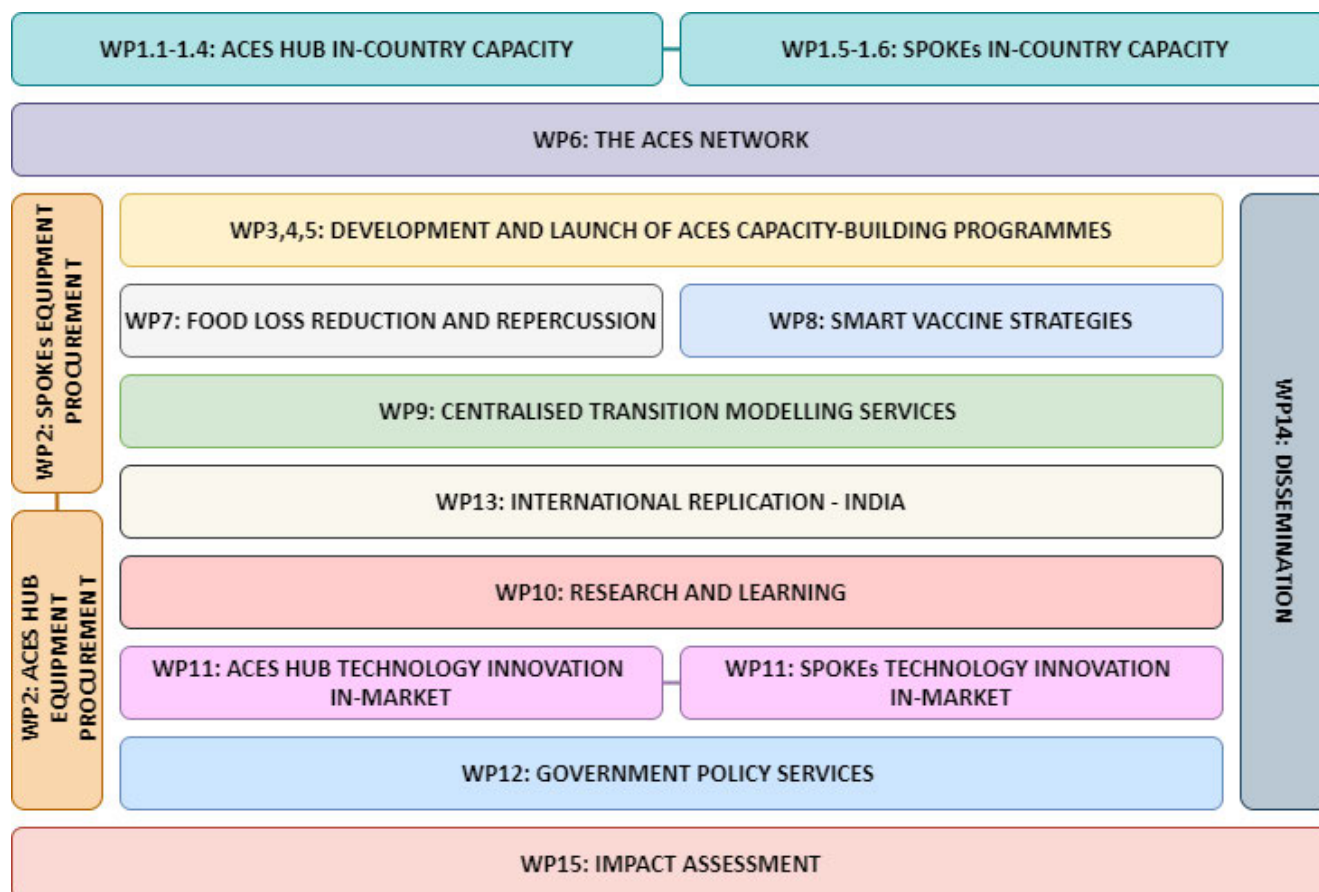 WP1.1-1.4: ACES HUB IN-COUNTRY CAPACITY
WP1.5-1.6: SPOKEs IN-COUNTRY CAPACITY
WP6: THE ACES NETWORK
WP2: SPOKEs EQUIPMENT
PROCUREMENT
WP2: ACES HUB
EQUIPMENT
PROCUREMENT
WP3,4,5: DEVELOPMENT AND LAUNCH OF ACES CAPACITY-BUILDING PROGRAMMES
WP7: FOOD LOSS REDUCTION AND REPERCUSSION
WP8: SMART VACCINE STRATEGIES
WP9: CENTRALISED TRANSITION MODELLING SERVICES
WP13: INTERNATIONAL REPLICATION - INDIA
WP10: RESEARCH AND LEARNING
WP11: ACES HUB TECHNOLOGY INNOVATION
IN-MARKET
WP11: SPOKEs TECHNOLOGY INNOVATION
IN-MARKET
WP12: GOVERNMENT POLICY SERVICES
WP14: DISSEMINATION
WP15: IMPACT ASSESSMENT